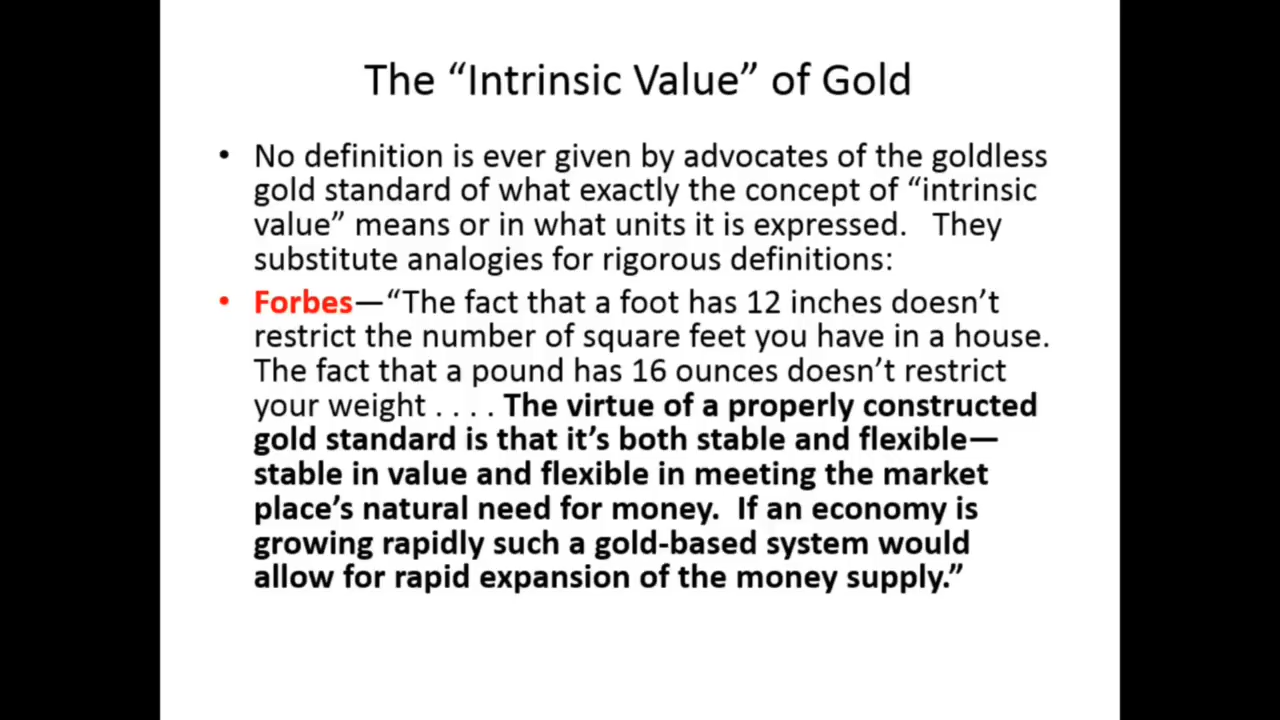 The “Intrinsic Value” of Gold
• No definition is ever given by advocates of the goldless
gold standard of what exactly the concept of “intrinsic
value” means or in what units it is expressed. They
substitute analogies for rigorous definitions:
• Forbes—“The fact that a foot has 12 inches doesn’t
restrict the number of square feet you have in a house.
The fact that a pound has 16 ounces doesn’t restrict
your weight . . . . The virtue of a properly constructed
gold standard is that it’s both stable and flexible—
stable in value and flexible in meeting the market
place’s natural need for money. If an economy is
growing rapidly such a gold-based system would
allow for rapid expansion of the money supply.”